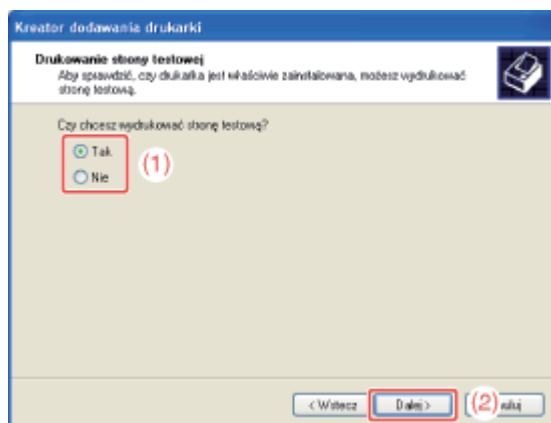 Kreator dodawania drukarki
Drukowanie strony testowej
Aby sprawdzić, czy drukarka jest właściwie zainstalowana, możesz wydrukować
stronę testową.
Czy chcesz wydrukować stronę testową?
Tak
(1)
Nie
< Wstecz
Dalej >
(2)